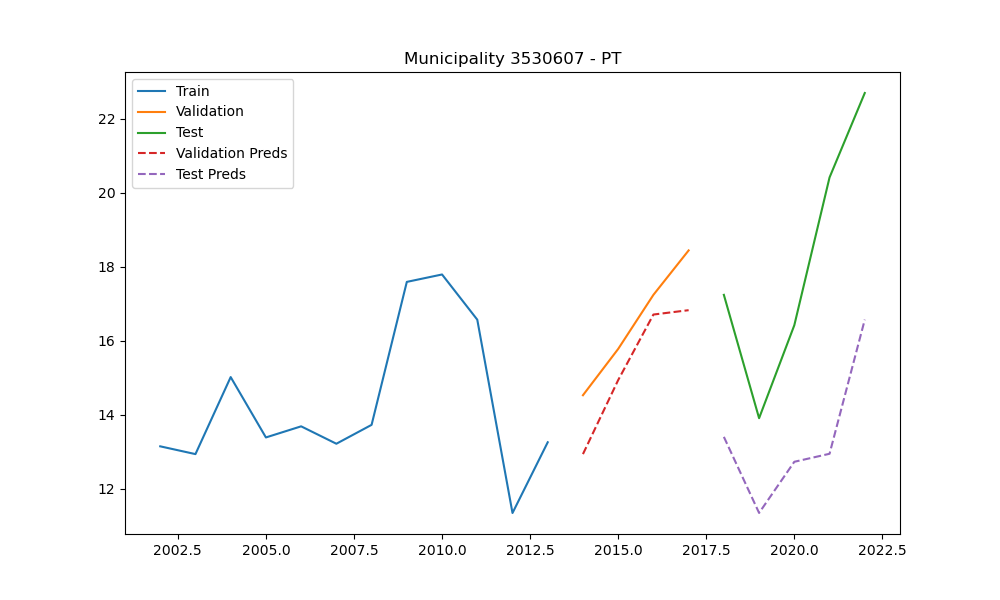 Municipality 3530607 - PT
Train
Validation
Test
Validation Preds
Test Preds
22
20
18
16
14
12
2002.5 2005.0 2007.5 2010.0 2012.5 2015.0 2017.5 2020.0 2022.5